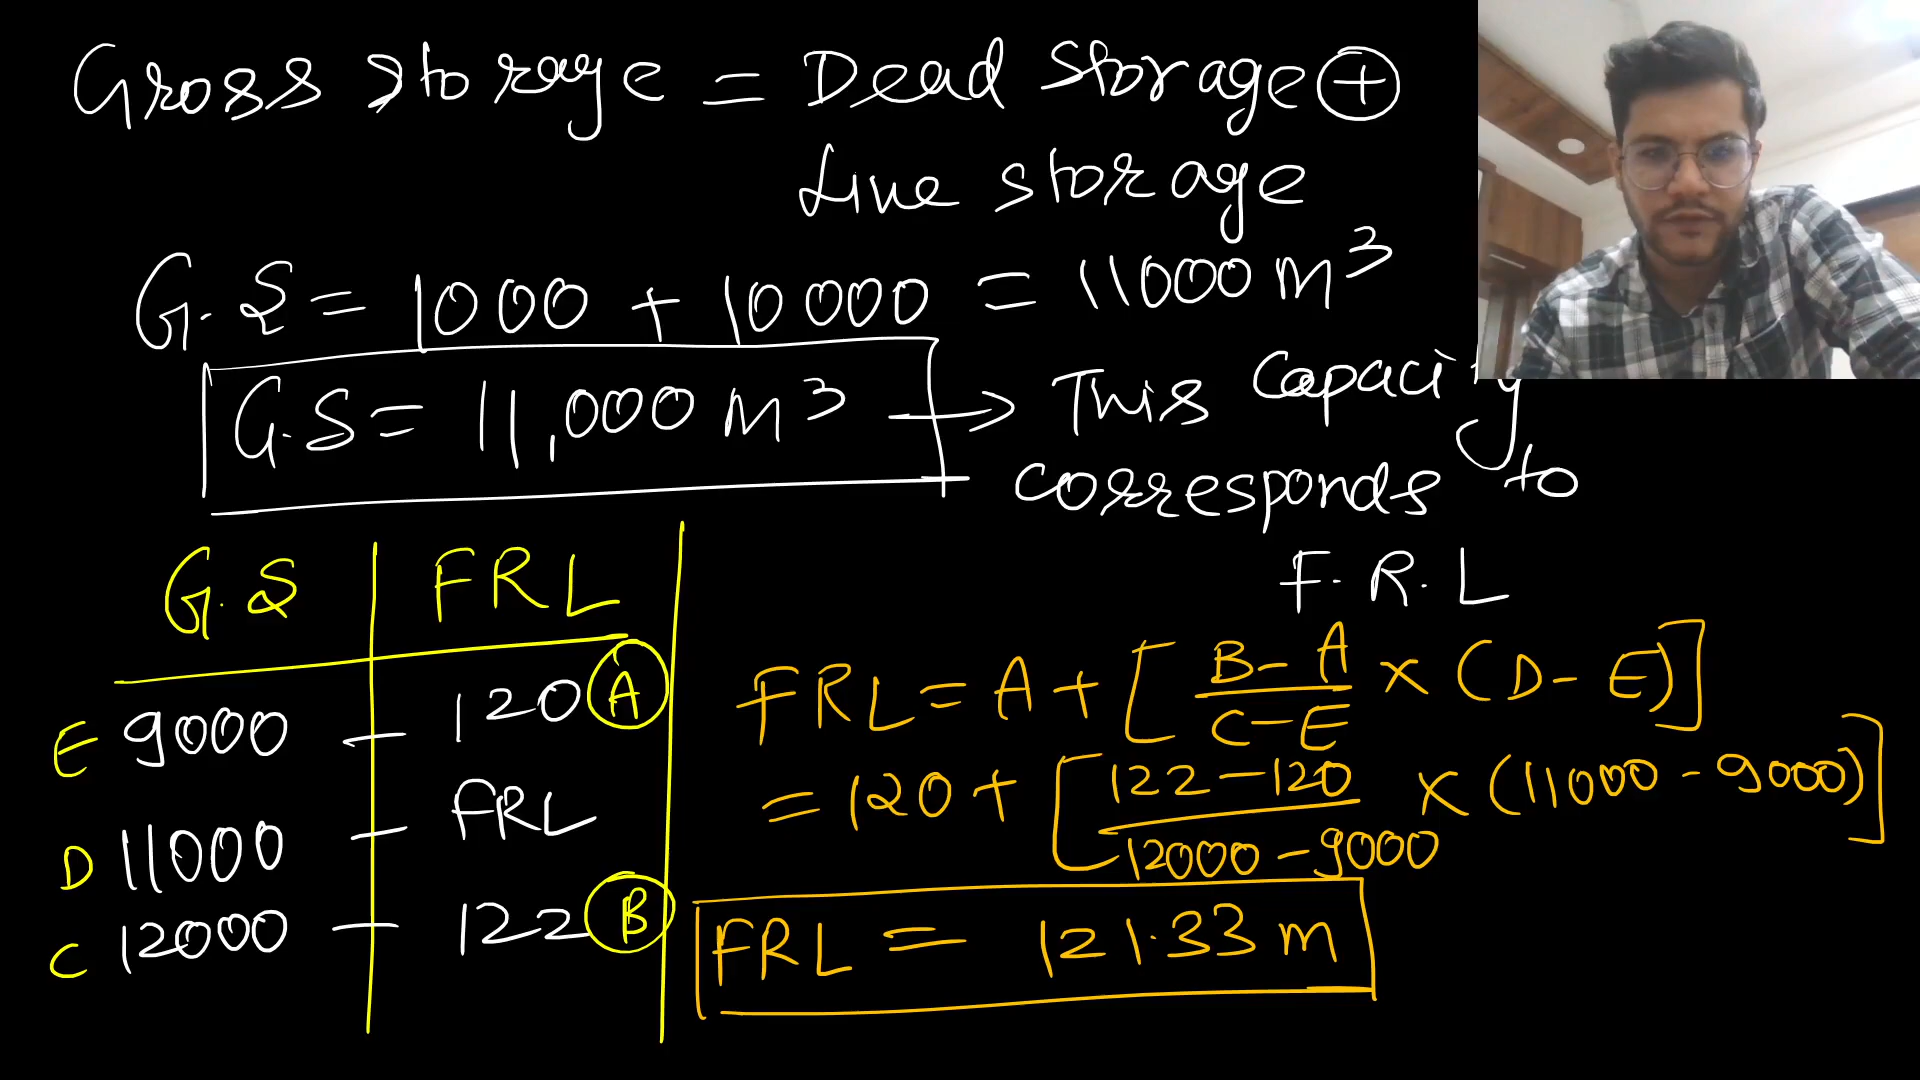 Gross storage = Dead storage ⊕
Live storage
G.S = 1000 + 10000 = 11000 m³
G.S = 11,000 m³ → This Capacity
corresponds to
F.R.L
G.S | FRL
E 9000 — 120 A
D 11000 — FRL
C 12000 — 122 B
FRL = A + [ (B - A)/(C - E) × (D - E) ]
= 120 + [ (122 - 120)/(12000 - 9000) × (11000 - 9000) ]
FRL = 121.33 m